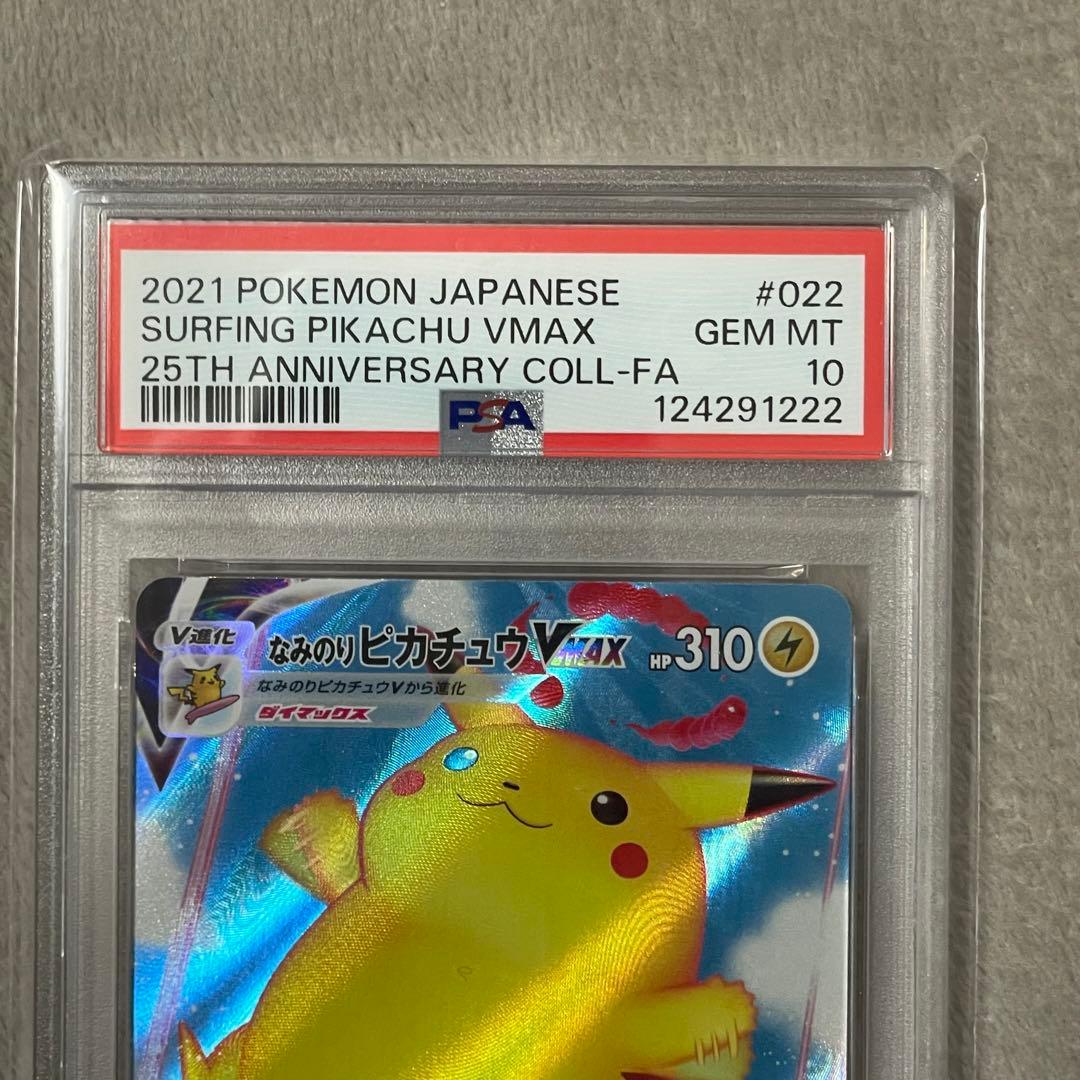 2021 POKEMON JAPANESE #022
SURFING PIKACHU VMAX GEM MT
25TH ANNIVERSARY COLL-FA 10
PSA 124291222
V進化 なみのりピカチュウVMAX HP310
なみのりピカチュウVから進化
ダイマックス